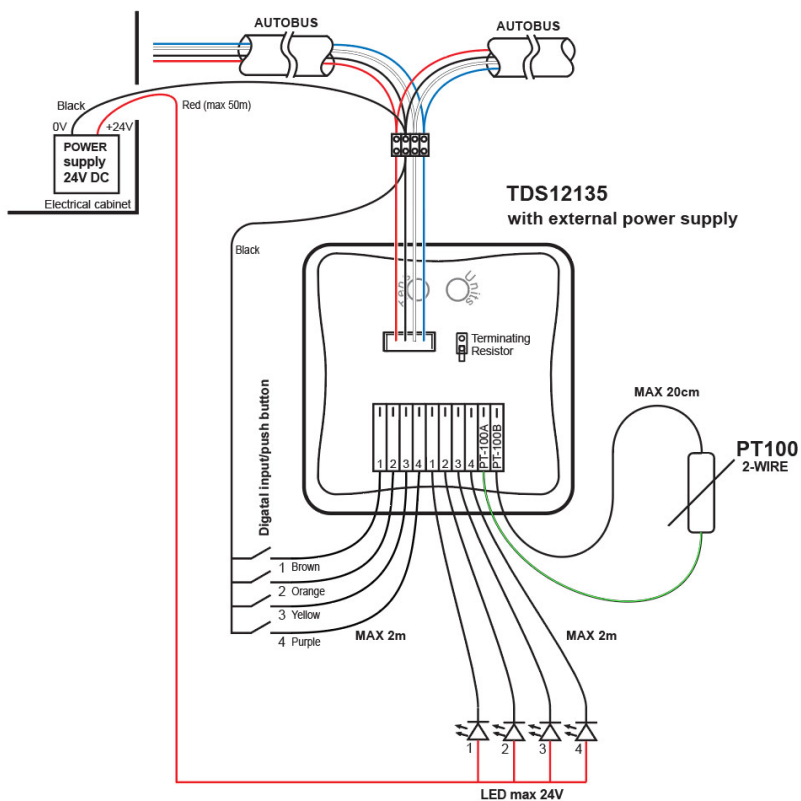 AUTOBUS
AUTOBUS
Black
Red (max 50m)
0V
+24V
POWER
supply
24V DC
Electrical cabinet
TDS12135
with external power supply
Black
Keys
Units
Terminating
Resistor
MAX 20cm
PT100
2-WIRE
Digatal input/push button
1 2 3 4 1 2 3 4 PT-100A PT-100B
1 Brown
2 Orange
3 Yellow
4 Purple
MAX 2m
MAX 2m
1 2 3 4
LED max 24V